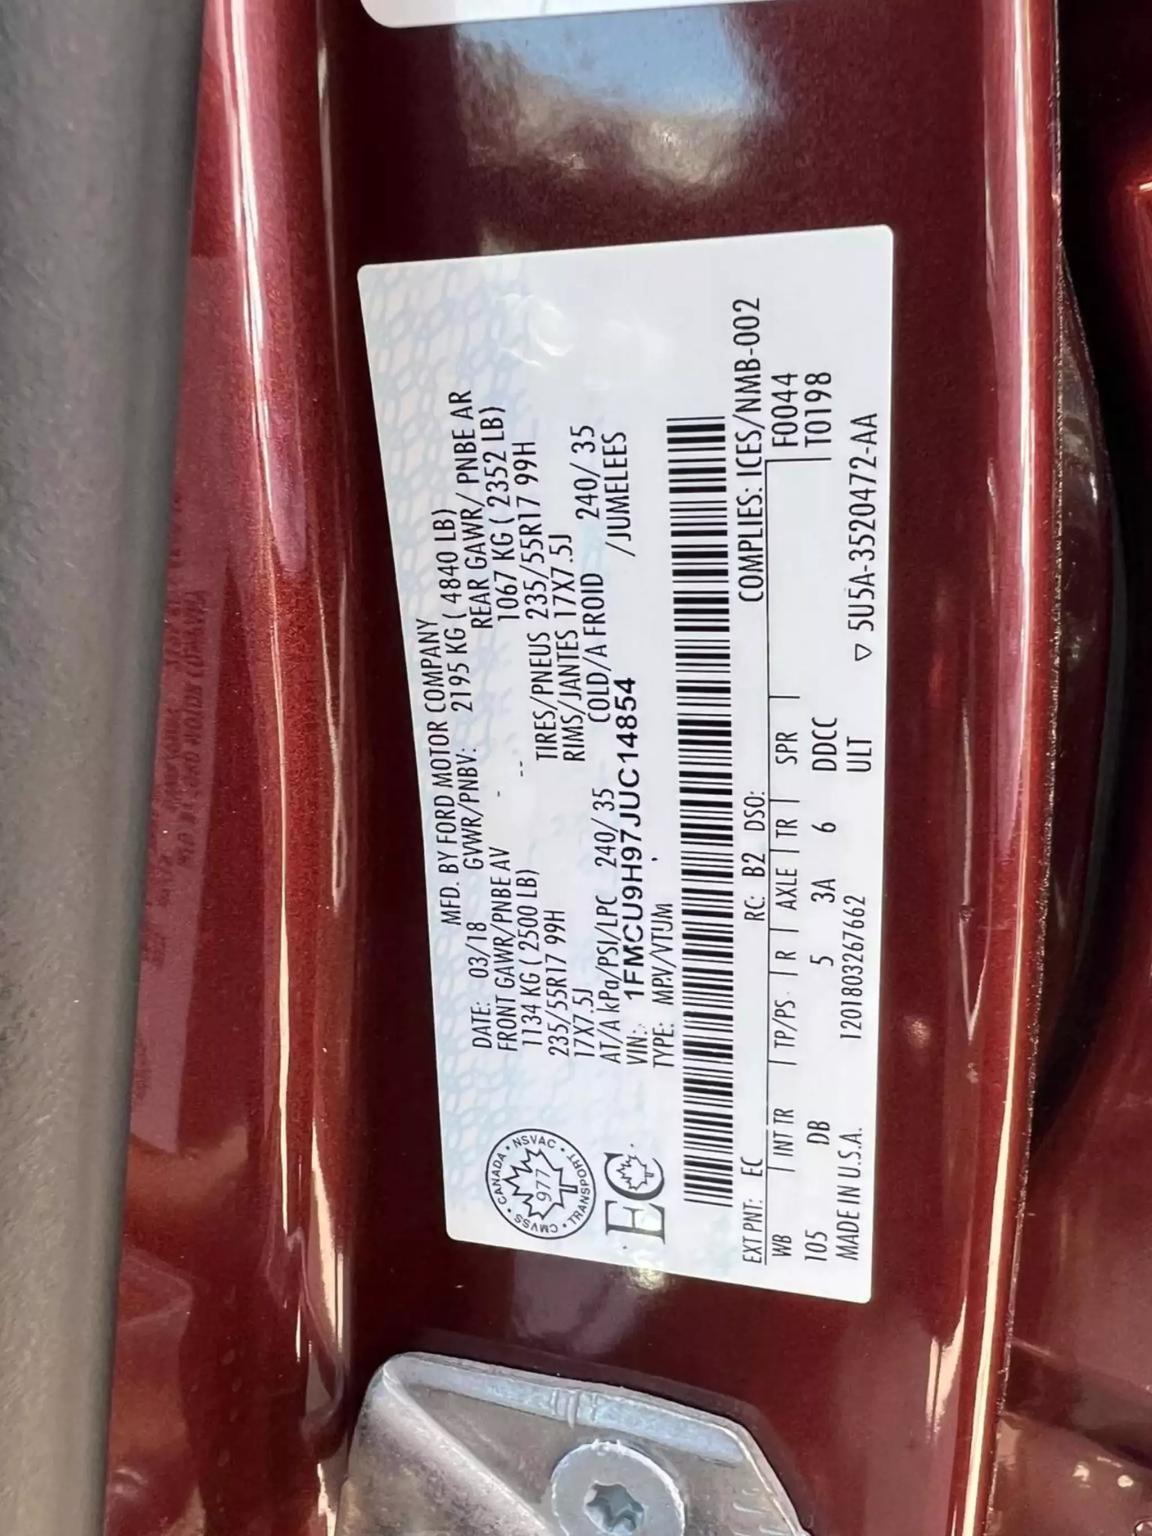 MFD. BY FORD MOTOR COMPANY
DATE: 03/18 GVWR/PNBV: 2195 KG ( 4840 LB)
FRONT GAWR/PNBE AV REAR GAWR/ PNBE AR
1134 KG ( 2500 LB) -- 1067 KG ( 2352 LB)
235/55R17 99H -- TIRES/PNEUS 235/55R17 99H
17X7.5J RIMS/JANTES 17X7.5J
AT/A kPa/PSI/LPC 240/ 35 COLD/A FROID 240/ 35
VIN: 1FMCU9H97JUC14854 /JUMELEES
TYPE: MPV/VTUM
CANADA • NSVAC • TRANSPORT • CMVSS
977
EC
COMPLIES: ICES/NMB-002
EXT PNT: EC RC: B2 DSO: F0044
WB INT TR TP/PS R AXLE TR SPR T0198
105 DB 5 3A 6 DDCC
MADE IN U.S.A. 120180326 7662 ULT ▽ 5U5A-3520472-AA